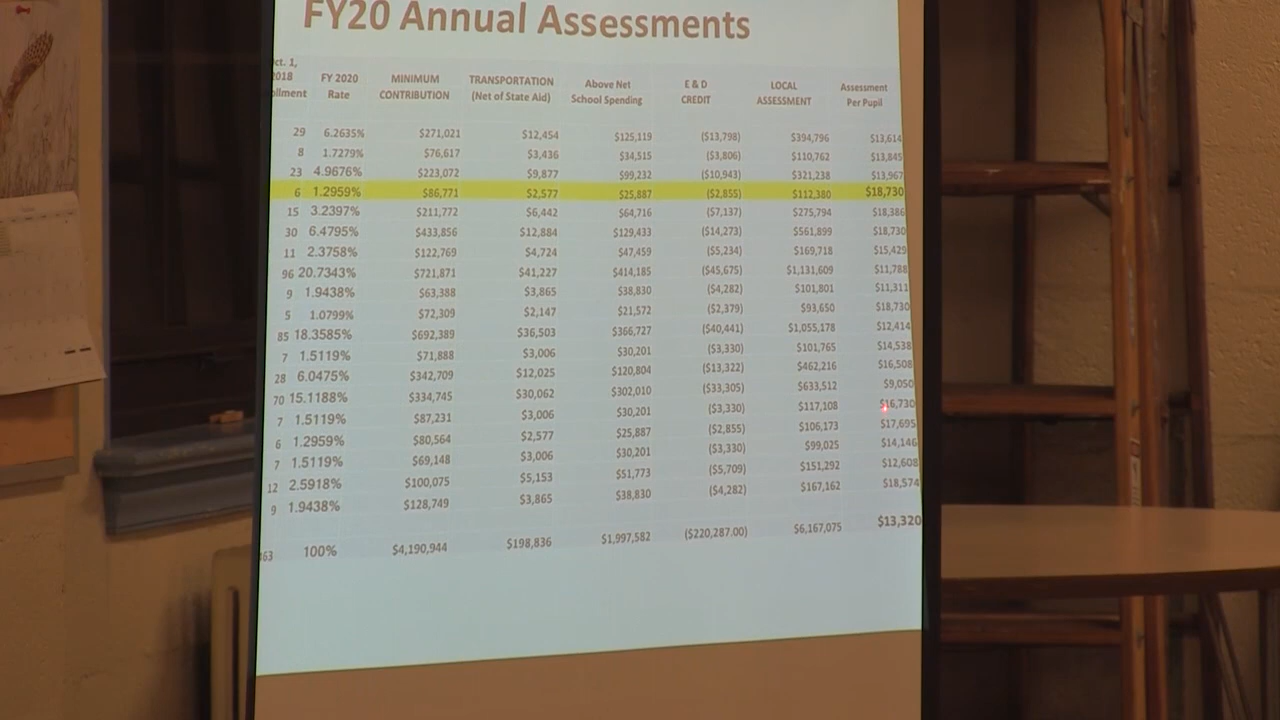 FY20 Annual Assessments
ct. 1, 2018 ollment FY 2020 Rate MINIMUM CONTRIBUTION TRANSPORTATION (Net of State Aid) Above Net School Spending E & D CREDIT LOCAL ASSESSMENT Assessment Per Pupil
29 6.2635% $271,021 $12,454 $125,119 ($13,798) $394,796 $13,614
8 1.7279% $76,617 $3,436 $34,515 ($3,806) $110,762 $13,845
23 4.9676% $223,072 $9,877 $99,232 ($10,943) $321,238 $13,967
6 1.2959% $86,771 $2,577 $25,887 ($2,855) $112,380 $18,730
15 3.2397% $211,772 $6,442 $64,716 ($7,137) $275,794 $18,386
30 6.4795% $433,856 $12,884 $129,433 ($14,273) $561,899 $18,730
11 2.3758% $122,769 $4,724 $47,459 ($5,234) $169,718 $15,429
96 20.7343% $721,871 $41,227 $414,185 ($45,675) $1,131,609 $11,788
9 1.9438% $63,388 $3,865 $38,830 ($4,282) $101,801 $11,311
5 1.0799% $72,309 $2,147 $21,572 ($2,379) $93,650 $18,730
85 18.3585% $692,389 $36,503 $366,727 ($40,441) $1,055,178 $12,414
7 1.5119% $71,888 $3,006 $30,201 ($3,330) $101,765 $14,538
28 6.0475% $342,709 $12,025 $120,804 ($13,322) $462,216 $16,508
70 15.1188% $334,745 $30,062 $302,010 ($33,305) $633,512 $9,050
7 1.5119% $87,231 $3,006 $30,201 ($3,330) $117,108 $16,730
6 1.2959% $80,564 $2,577 $25,887 ($2,855) $106,173 $17,695
7 1.5119% $69,148 $3,006 $30,201 ($3,330) $99,025 $14,146
12 2.5918% $100,075 $5,153 $51,773 ($5,709) $151,292 $12,608
9 1.9438% $128,749 $3,865 $38,830 ($4,282) $167,162 $18,574
63 100% $4,190,944 $198,836 $1,997,582 ($220,287.00) $6,167,075 $13,320